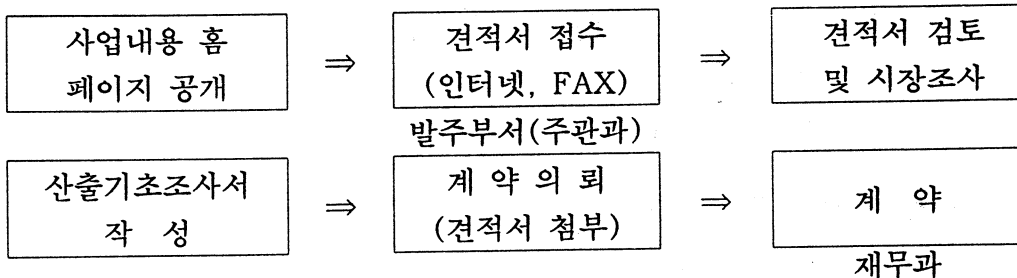 사업내용 홈
페이지 공개
⇒
견적서 접수
(인터넷, FAX)
⇒
견적서 검토
및 시장조사
발주부서(주관과)
산출기초조사서
작 성
⇒
계 약 의 뢰
(견적서 첨부)
⇒
계 약
재무과